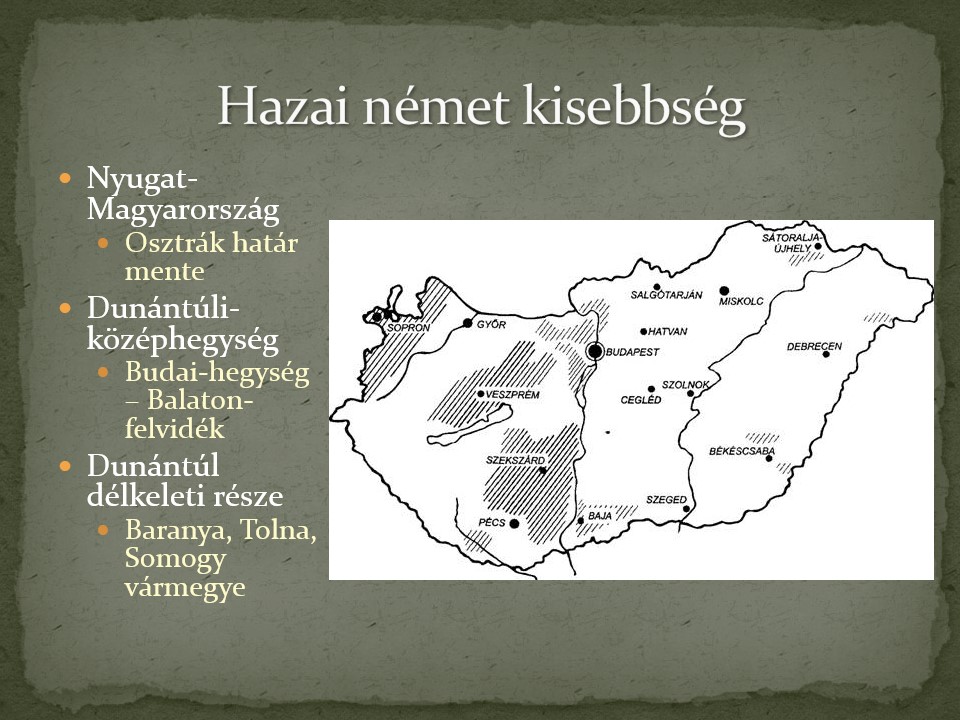 Hazai német kisebbség
Nyugat-
Magyarország
Osztrák határ
mente
Dunántúli-
középhegység
Budai-hegység
– Balaton-
felvidék
Dunántúl
délkeleti része
Baranya, Tolna,
Somogy
vármegye
SÁTORALJA-
ÚJHELY
SALGÓTARJÁN
MISKOLC
SOPRON
GYŐR
HATVAN
BUDAPEST
DEBRECEN
VESZPRÉM
SZOLNOK
CEGLÉD
SZEKSZÁRD
BÉKÉSCSABA
SZEGED
PÉCS
BAJA